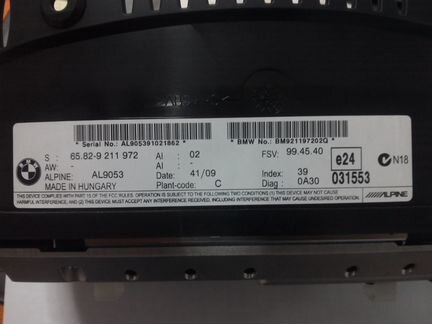 * Serial No.: AL905391021862 *
* BMW No.: BM921197202Q *
S : 65.82-9 211 972 AI : 02 FSV: 99.45.40 e24 N18
AW: - AI : -
ALPINE: AL9053 Date: 41/09 Index: 39 031553
MADE IN HUNGARY Plant-code: C Diag : 0A30
THIS DEVICE COMPLIES WITH PART 15 OF THE FCC RULES. OPERATION IS SUBJECT TO THE FOLLOWING TWO CONDITIONS: (1) THIS DEVICE MAY NOT CAUSE
HARMFUL INTERFERENCE, AND (2) THIS DEVICE MUST ACCEPT ANY INTERFERENCE RECEIVED, INCLUDING INTERFERENCE THAT MAY CAUSE UNDESIRED OPERATION.
ALPINE
BMW